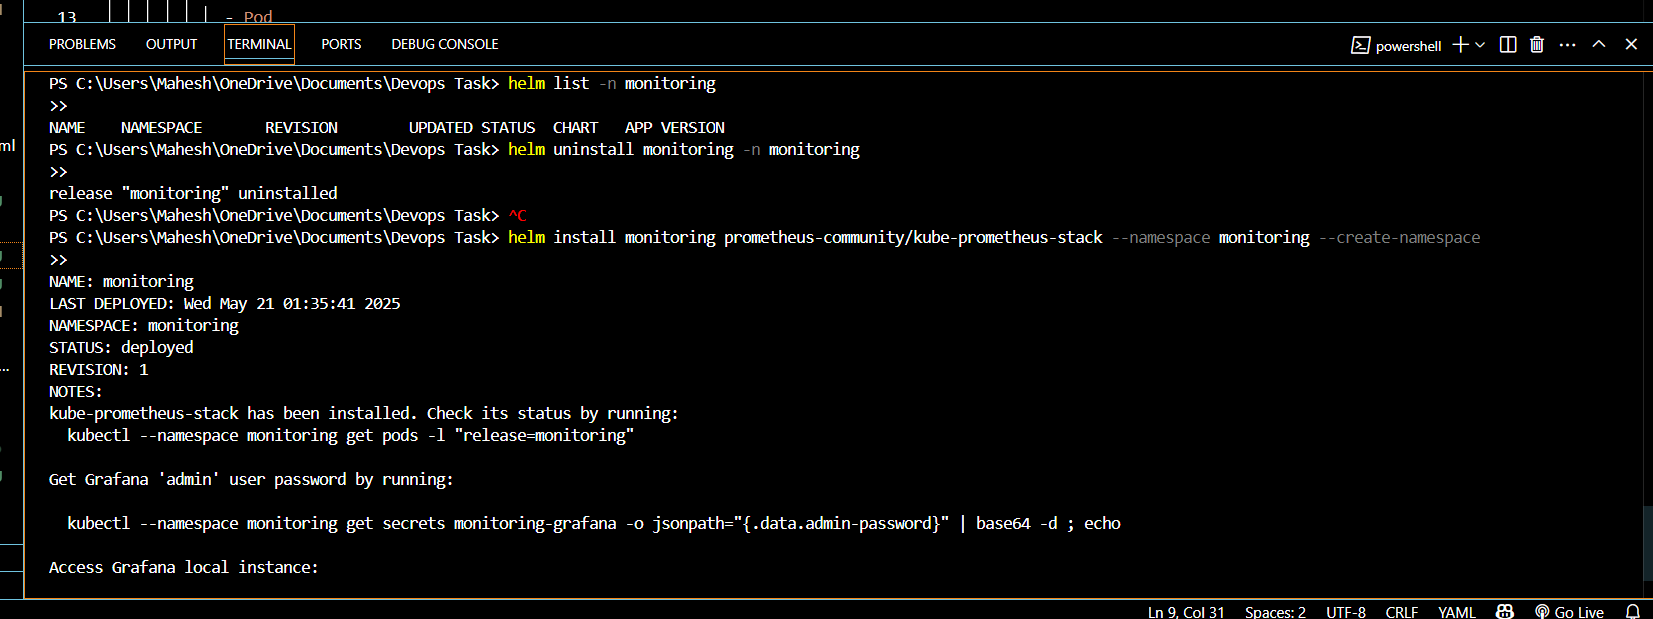 13 - Pod
PROBLEMS OUTPUT TERMINAL PORTS DEBUG CONSOLE powershell
PS C:\Users\Mahesh\OneDrive\Documents\Devops Task> helm list -n monitoring
>>
NAME NAMESPACE REVISION UPDATED STATUS CHART APP VERSION
PS C:\Users\Mahesh\OneDrive\Documents\Devops Task> helm uninstall monitoring -n monitoring
>>
release "monitoring" uninstalled
PS C:\Users\Mahesh\OneDrive\Documents\Devops Task> ^C
PS C:\Users\Mahesh\OneDrive\Documents\Devops Task> helm install monitoring prometheus-community/kube-prometheus-stack --namespace monitoring --create-namespace
>>
NAME: monitoring
LAST DEPLOYED: Wed May 21 01:35:41 2025
NAMESPACE: monitoring
STATUS: deployed
REVISION: 1
NOTES:
kube-prometheus-stack has been installed. Check its status by running:
kubectl --namespace monitoring get pods -l "release=monitoring"
Get Grafana 'admin' user password by running:
kubectl --namespace monitoring get secrets monitoring-grafana -o jsonpath="{.data.admin-password}" | base64 -d ; echo
Access Grafana local instance:
Ln 9, Col 31 Spaces: 2 UTF-8 CRLF YAML Go Live